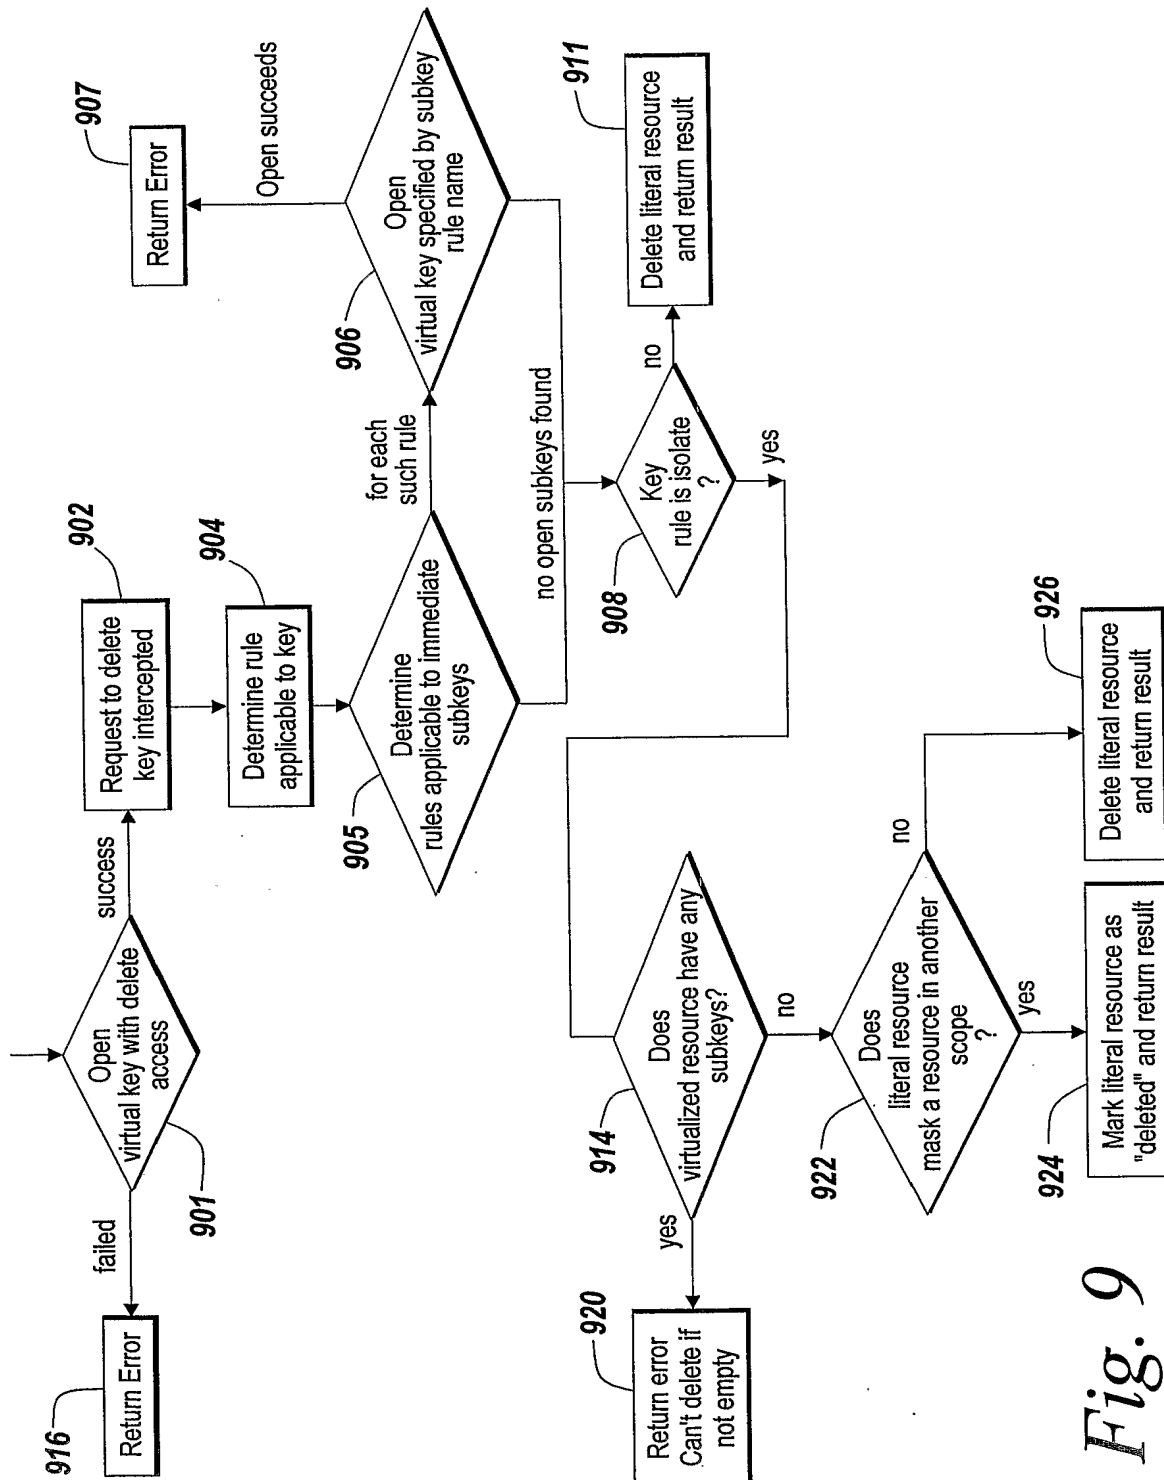 Open
virtual key with delete
access
901
failed
Return Error
916
success
Request to delete
key intercepted
902
Determine rule
applicable to key
904
Determine
rules applicable to immediate
subkeys
905
for each
such rule
Open
virtual key specified by subkey
rule name
906
Open succeeds
Return Error
907
no open subkeys found
Key
rule is isolate
?
908
no
Delete literal resource
and return result
911
yes
Does
virtualized resource have any
subkeys?
914
yes
Return error
Can't delete if
not empty
920
no
Does
literal resource
mask a resource in another
scope
?
922
no
Delete literal resource
and return result
926
yes
Mark literal resource as
"deleted" and return result
924
Fig. 9